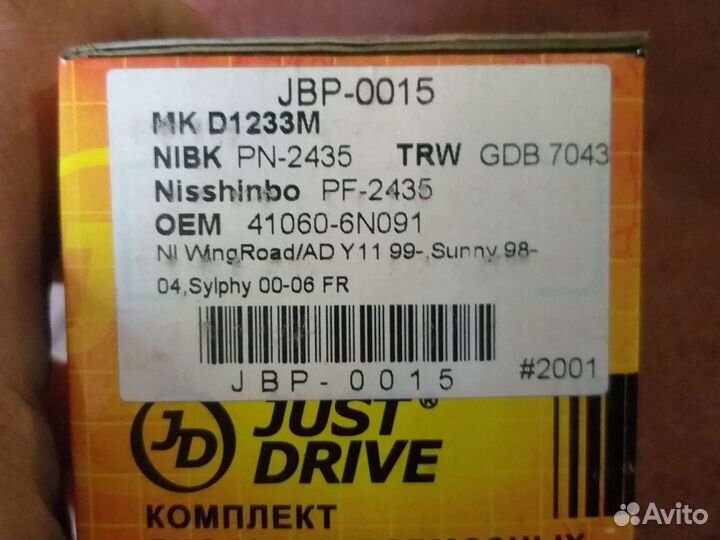 JBP-0015
MK D1233M
NIBK PN-2435 TRW GDB 7043
Nisshinbo PF-2435
OEM 41060-6N091
NI WingRoad/AD Y11 99-,Sunny 98-
04,Sylphy 00-06 FR
JBP-0015
#2001
JD JUST ®
DRIVE
КОМПЛЕКТ
Avito